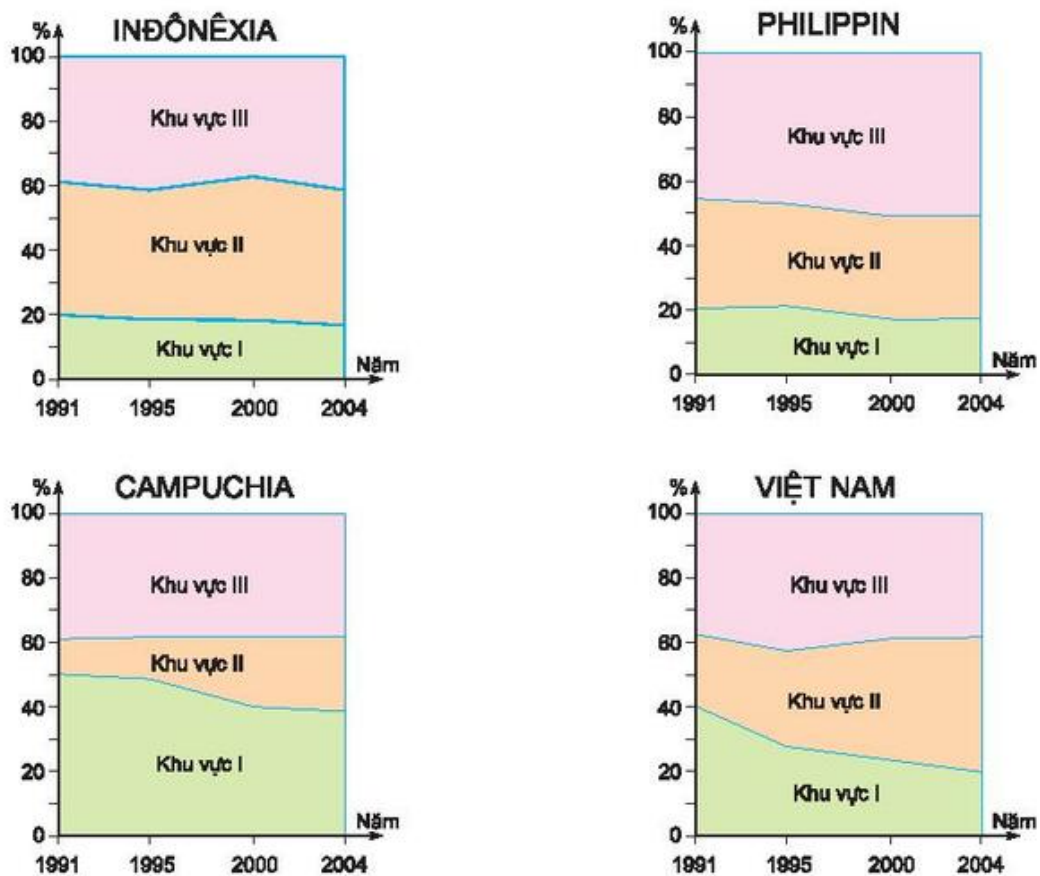 INĐÔNÊXIA
%
100
80
60
40
20
0
Khu vực III
Khu vực II
Khu vực I
Năm
1991 1995 2000 2004
PHILIPPIN
%
100
80
60
40
20
0
Khu vực III
Khu vực II
Khu vực I
Năm
1991 1995 2000 2004
CAMPUCHIA
%
100
80
60
40
20
0
Khu vực III
Khu vực II
Khu vực I
Năm
1991 1995 2000 2004
VIỆT NAM
%
100
80
60
40
20
0
Khu vực III
Khu vực II
Khu vực I
Năm
1991 1995 2000 2004